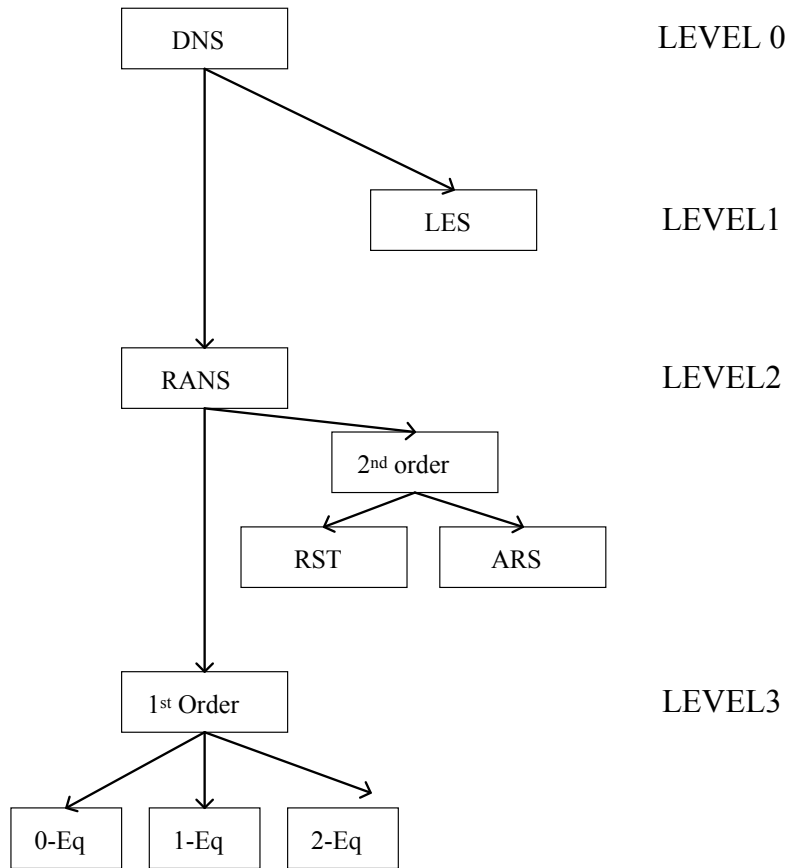 DNS
LEVEL 0
LES
LEVEL1
RANS
LEVEL2
2nd order
RST
ARS
1st Order
LEVEL3
0-Eq
1-Eq
2-Eq